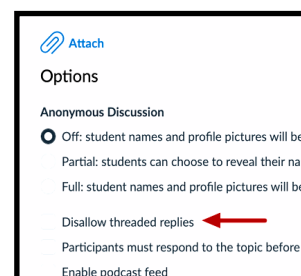 Attach
Options
Anonymous Discussion
Off: student names and profile pictures will be
Partial: students can choose to reveal their na
Full: student names and profile pictures will be
Disallow threaded replies
Participants must respond to the topic before
Enable podcast feed